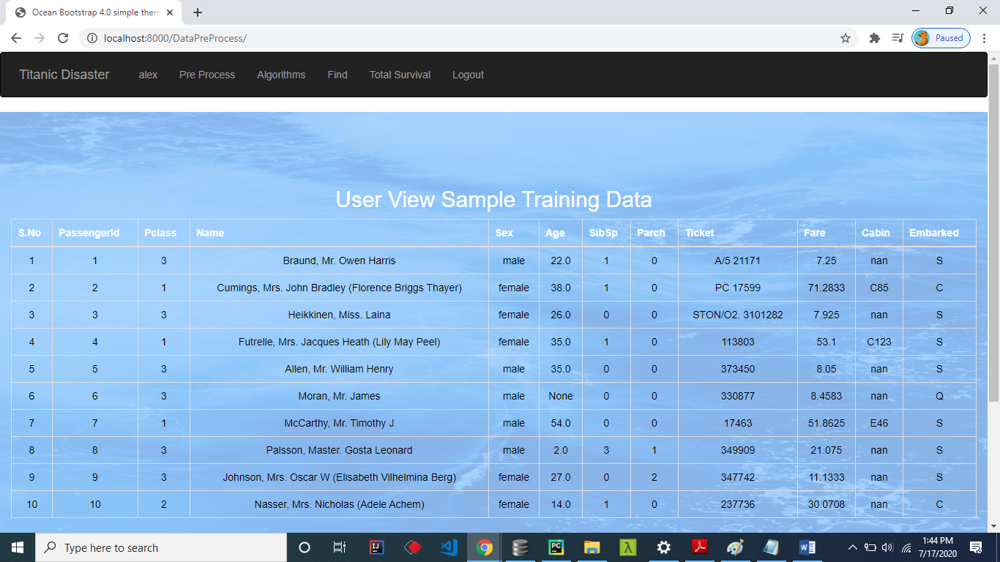 Ocean Bootstrap 4.0 simple them
localhost:8000/DataPreProcess/
Paused
Titanic Disaster alex Pre Process Algorithms Find Total Survival Logout
User View Sample Training Data
S.No PassengerId Pclass Name Sex Age SibSp Parch Ticket Fare Cabin Embarked
1 1 3 Braund, Mr. Owen Harris male 22.0 1 0 A/5 21171 7.25 nan S
2 2 1 Cumings, Mrs. John Bradley (Florence Briggs Thayer) female 38.0 1 0 PC 17599 71.2833 C85 C
3 3 3 Heikkinen, Miss. Laina female 26.0 0 0 STON/O2. 3101282 7.925 nan S
4 4 1 Futrelle, Mrs. Jacques Heath (Lily May Peel) female 35.0 1 0 113803 53.1 C123 S
5 5 3 Allen, Mr. William Henry male 35.0 0 0 373450 8.05 nan S
6 6 3 Moran, Mr. James male None 0 0 330877 8.4583 nan Q
7 7 1 McCarthy, Mr. Timothy J male 54.0 0 0 17463 51.8625 E46 S
8 8 3 Palsson, Master. Gosta Leonard male 2.0 3 1 349909 21.075 nan S
9 9 3 Johnson, Mrs. Oscar W (Elisabeth Vilhelmina Berg) female 27.0 0 2 347742 11.1333 nan S
10 10 2 Nasser, Mrs. Nicholas (Adele Achem) female 14.0 1 0 237736 30.0708 nan C
Type here to search
IJ
PC
W
1:44 PM
7/17/2020